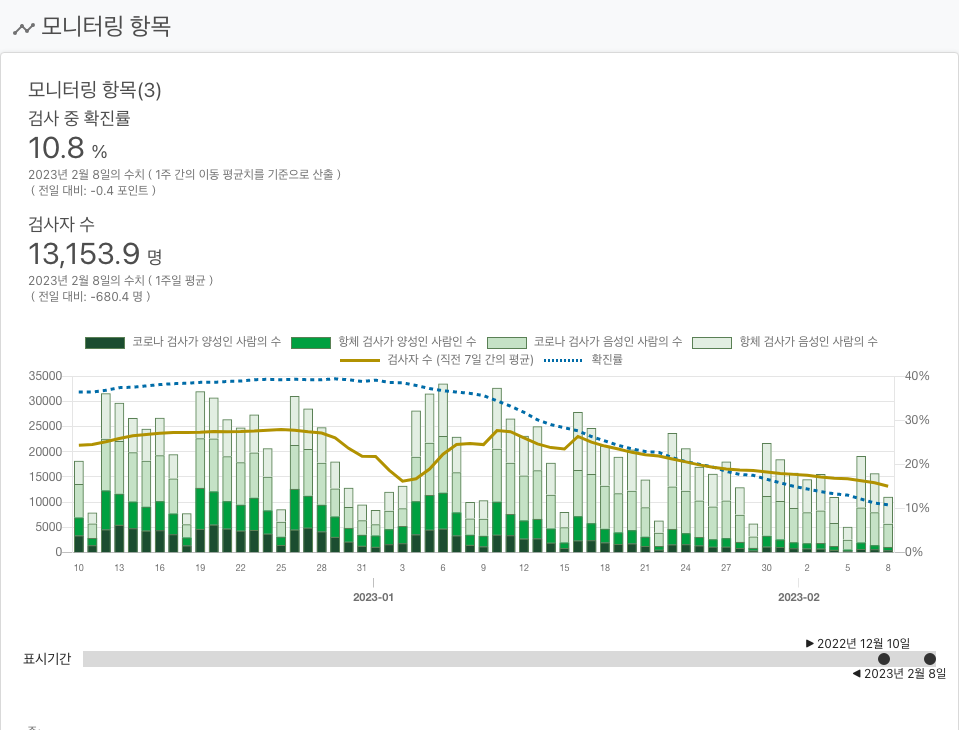 모니터링 항목
모니터링 항목(3)
검사 중 확진률
10.8 %
2023년 2월 8일의 수치 ( 1주 간의 이동 평균치를 기준으로 산출 )
( 전일 대비: -0.4 포인트 )
검사자 수
13,153.9 명
2023년 2월 8일의 수치 ( 1주일 평균 )
( 전일 대비: -680.4 명 )
코로나 검사가 양성인 사람의 수 항체 검사가 양성인 사람인 수 코로나 검사가 음성인 사람의 수 항체 검사가 음성인 사람의 수
검사자 수 (직전 7일 간의 평균) 확진률
35000 40%
30000 30%
25000
20000 20%
15000
10000 10%
5000
0 0%
10 13 16 19 22 25 28 31 3 6 9 12 15 18 21 24 27 30 2 5 8
2023-01 2023-02
▶ 2022년 12월 10일
표시기간
◀ 2023년 2월 8일